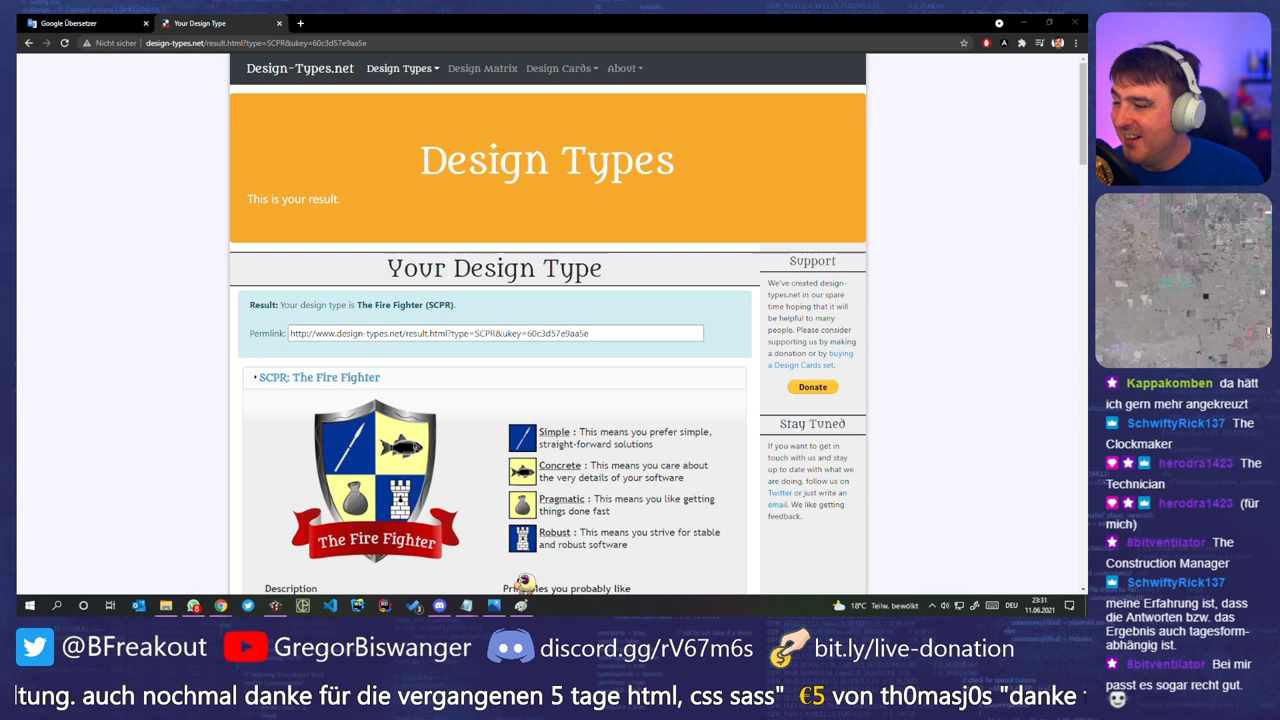 Google Übersetzer
Your Design Type
Nicht sicher
design-types.net/result.html?type=SCPR&ukey=60c3d57e9aa5e
Design-Types.net
Design Types
Design Matrix
Design Cards
About
Design Types
This is your result.
Your Design Type
Result: Your design type is The Fire Fighter (SCPR).
Permlink:
http://www.design-types.net/result.html?type=SCPR&ukey=60c3d57e9aa5e
SCPR: The Fire Fighter
The Fire Fighter
Simple : This means you prefer simple,
straight-forward solutions
Concrete : This means you care about
the very details of your software
Pragmatic : This means you like getting
things done fast
Robust : This means you strive for stable
and robust software
Description
Support
We've created design-
types.net in our spare
time hoping that it will
be helpful to many
people. Please consider
supporting us by making
a donation or by buying
a Design Cards set.
Donate
Stay Tuned
If you want to get in
touch with us and stay
up to date with what we
are doing, follow us on
Twitter or just write an
email. We like getting
feedback.
Kappakomben da hätt
ich gern mehr angekreuzt
SchwiftyRick137 The
Clockmaker
herodra1423 The
Technician
herodra1423 (für
mich)
8bitventilator The
Construction Manager
SchwiftyRick137
meine Erfahrung ist, dass
die Antworten bzw. das
Ergebnis auch tagesform-
abhängig ist.
8bitventilator Bei mir
passt es sogar recht gut.
18°C Teilw. bewölkt
DEU
23:31
11.06.2021
@BFreakout
GregorBiswanger
discord.gg/rV67m6s
bit.ly/live-donation
ltung. auch nochmal danke für die vergangenen 5 tage html, css sass" €5 von th0masj0s "danke